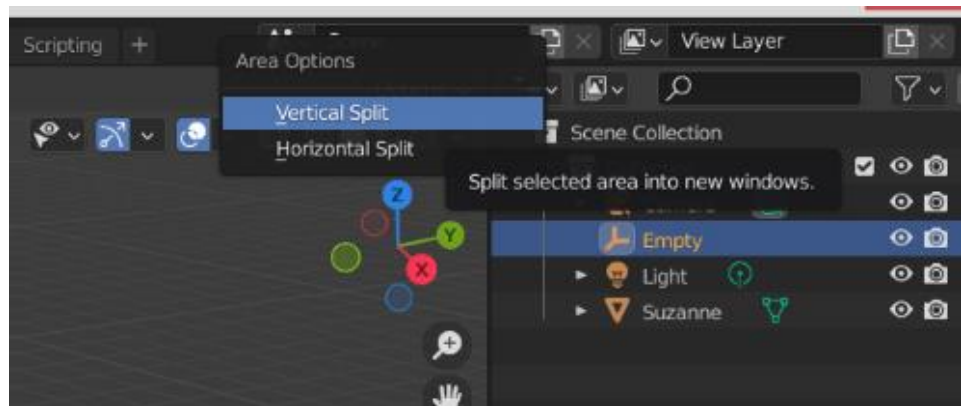 Scripting +
View Layer
Area Options
Vertical Split
Horizontal Split
Scene Collection
Split selected area into new windows.
Z
Y
X
Empty
Light
Suzanne